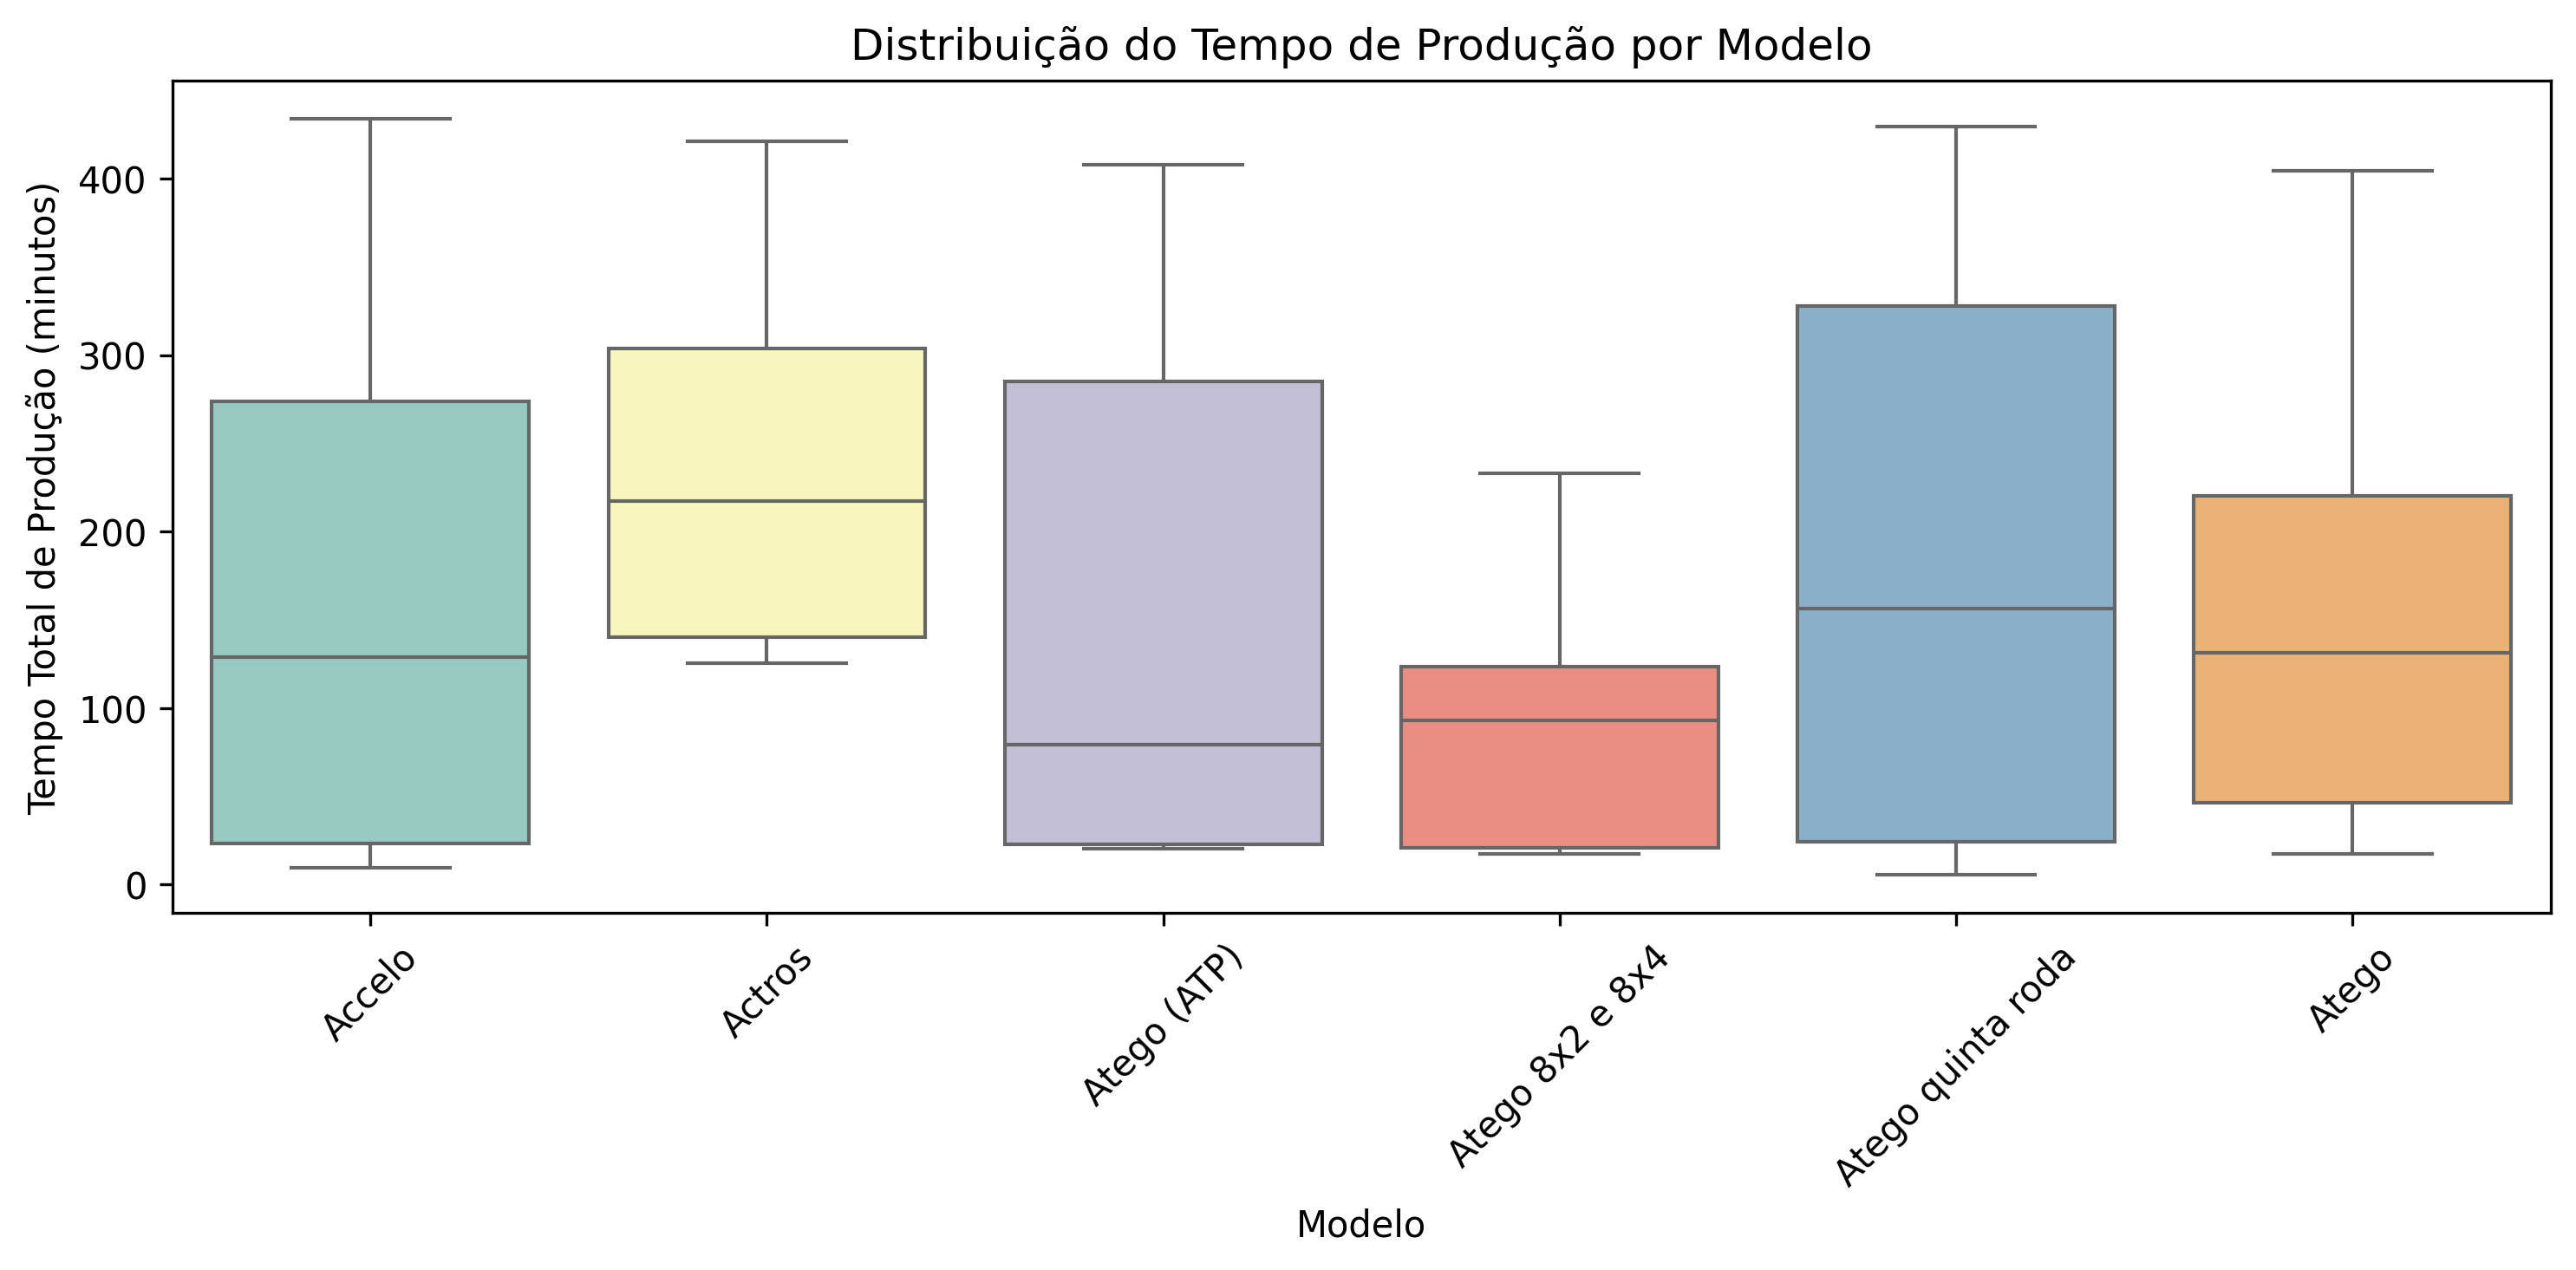 Distribuição do Tempo de Produção por Modelo
Tempo Total de Produção (minutos)
400
300
200
100
0
Accelo
Actros
Atego (ATP)
Atego 8x2 e 8x4
Atego quinta roda
Atego
Modelo